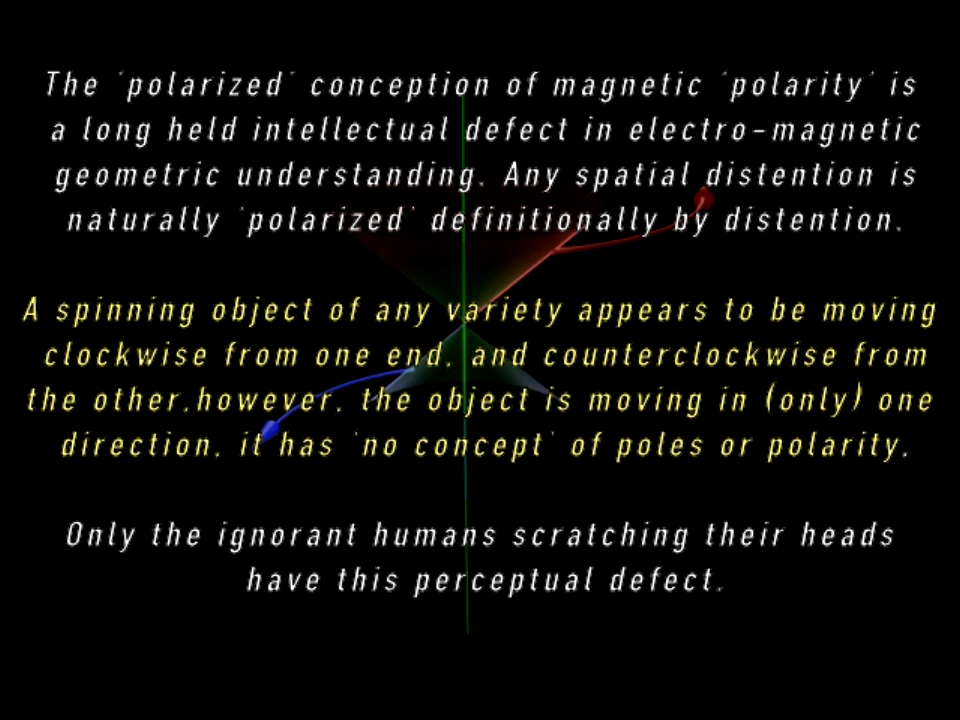 The 'polarized' conception of magnetic 'polarity' is
a long held intellectual defect in electro-magnetic
geometric understanding. Any spatial distention is
naturally 'polarized' definitionally by distention.
A spinning object of any variety appears to be moving
clockwise from one end, and counterclockwise from
the other,however, the object is moving in (only) one
direction, it has 'no concept' of poles or polarity.
Only the ignorant humans scratching their heads
have this perceptual defect.